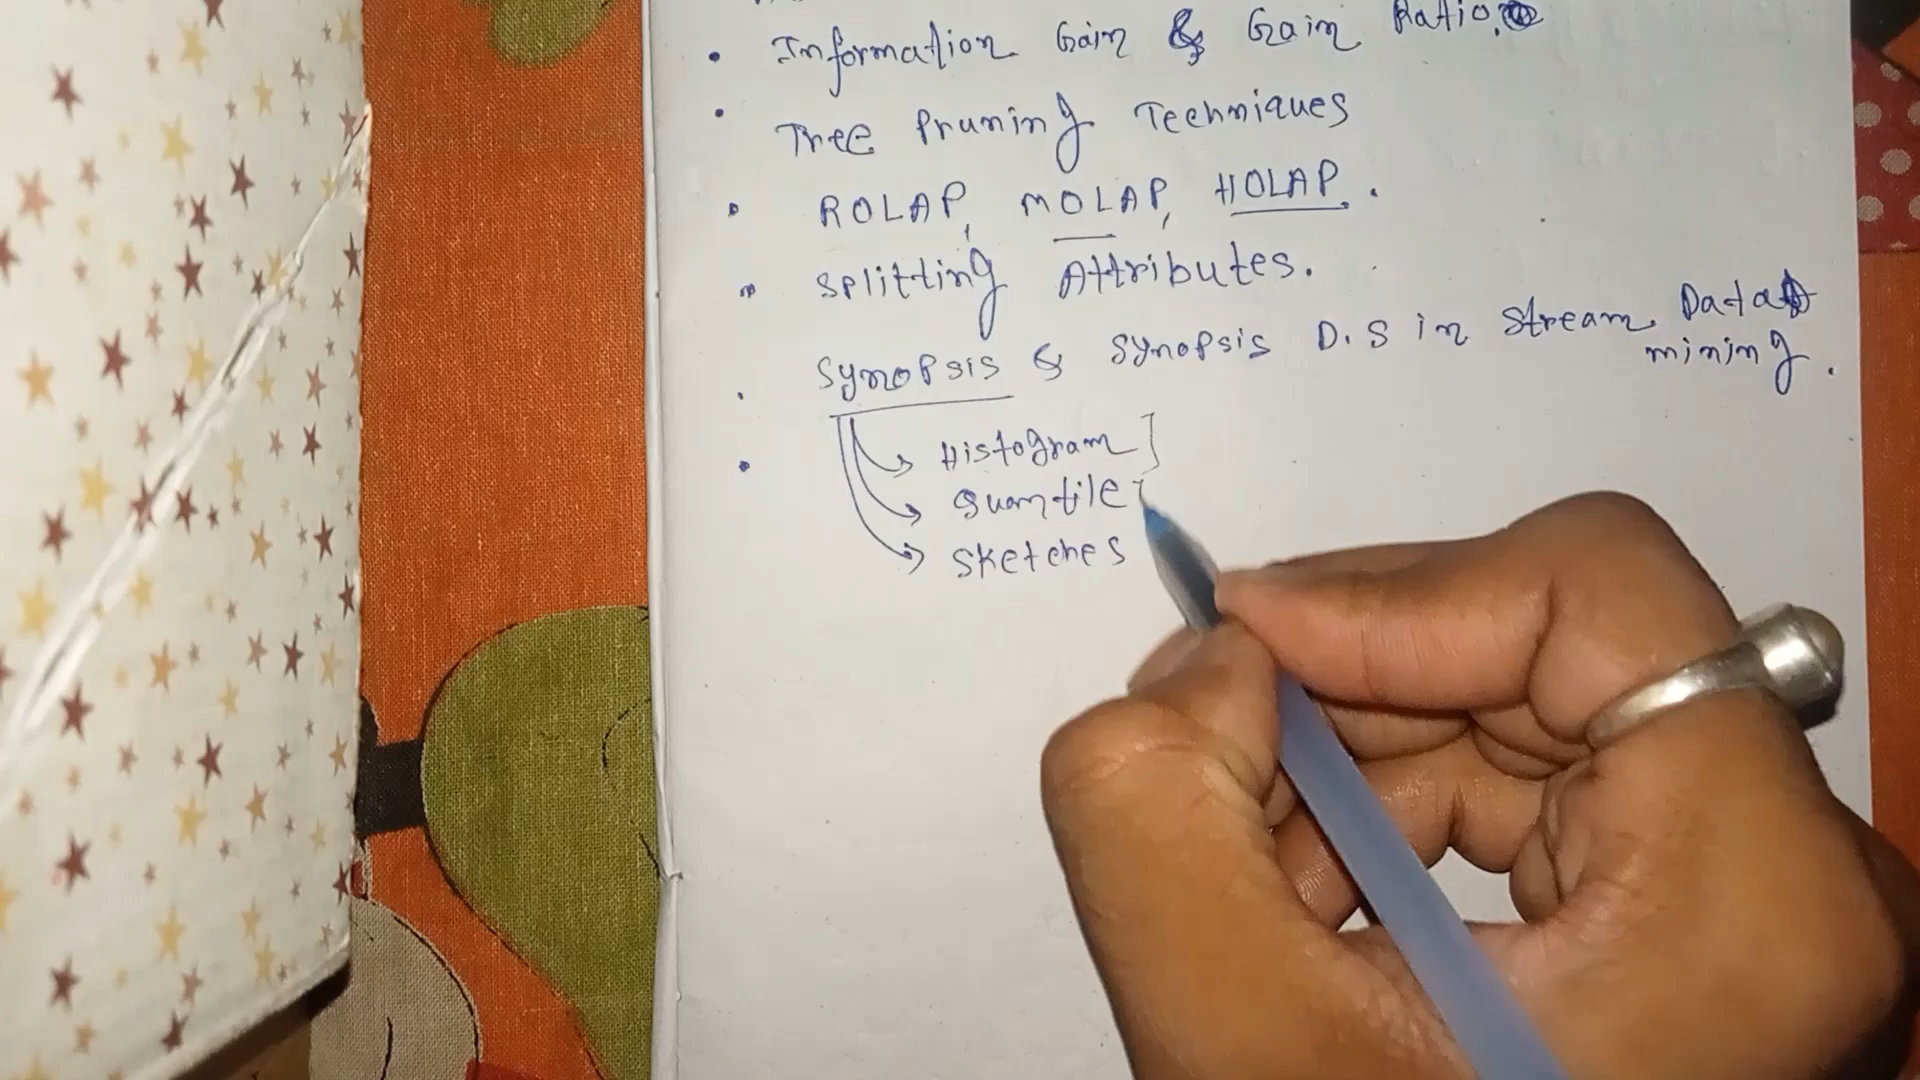 • Information Gain & Gain Ratio.
• Tree Pruning Techniques
• ROLAP, MOLAP, HOLAP.
• Splitting Attributes.
• Synopsis & Synopsis D.S in Stream Data
mining.
• Histogram]
Quantile
Sketches